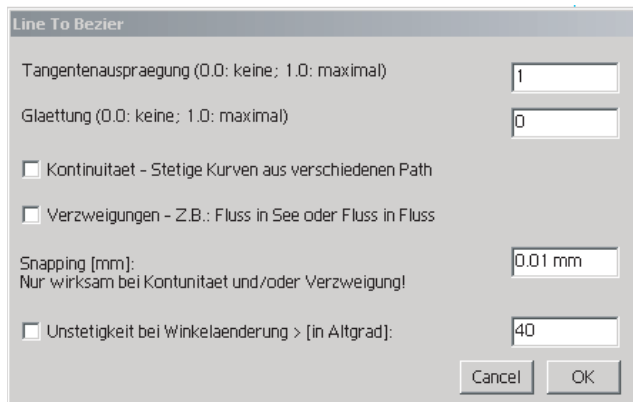 Line To Bezier
Tangentenauspraegung (0.0: keine; 1.0: maximal)
1
Glaettung (0.0: keine; 1.0: maximal)
0
Kontinuitaet - Stetige Kurven aus verschiedenen Path
Verzweigungen - Z.B.: Fluss in See oder Fluss in Fluss
Snapping [mm]:
0.01 mm
Nur wirksam bei Kontunitaet und/oder Verzweigung!
Unstetigkeit bei Winkelaenderung > [in Altgrad]:
40
Cancel
OK